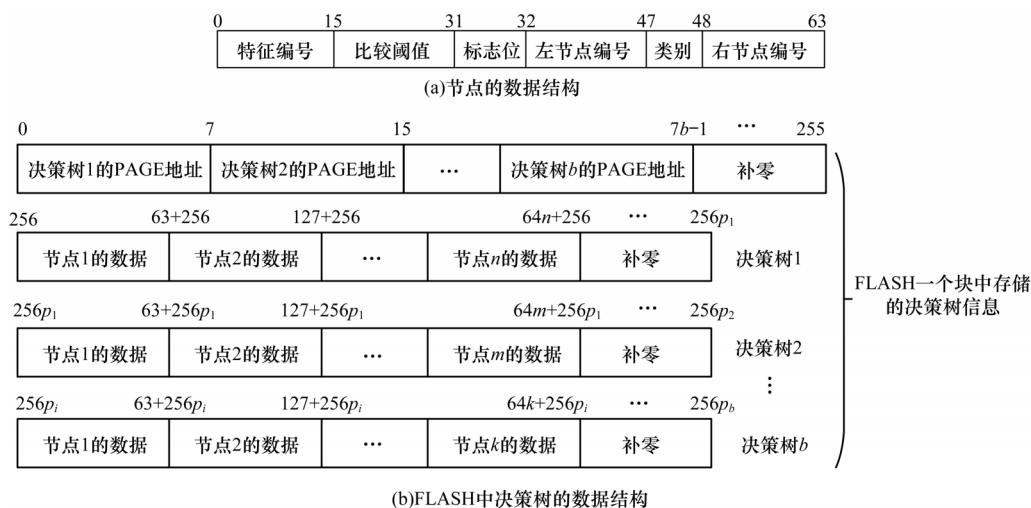 0 15 31 32 47 48 63
特征编号 比较阈值 标志位 左节点编号 类别 右节点编号
(a)节点的数据结构
0 7 15 7b−1 … 255
决策树1的PAGE地址 决策树2的PAGE地址 … 决策树b的PAGE地址 补零
256 63+256 127+256 64n+256 … 256p₁
节点1的数据 节点2的数据 … 节点n的数据 补零 决策树1
FLASH一个块中存储
的决策树信息
256p₁ 63+256p₁ 127+256p₁ 64m+256p₁ … 256p₂
节点1的数据 节点2的数据 … 节点m的数据 补零 决策树2
⋮
256pᵢ 63+256pᵢ 127+256pᵢ 64k+256pᵢ … 256p_b
节点1的数据 节点2的数据 … 节点k的数据 补零 决策树b
(b)FLASH中决策树的数据结构